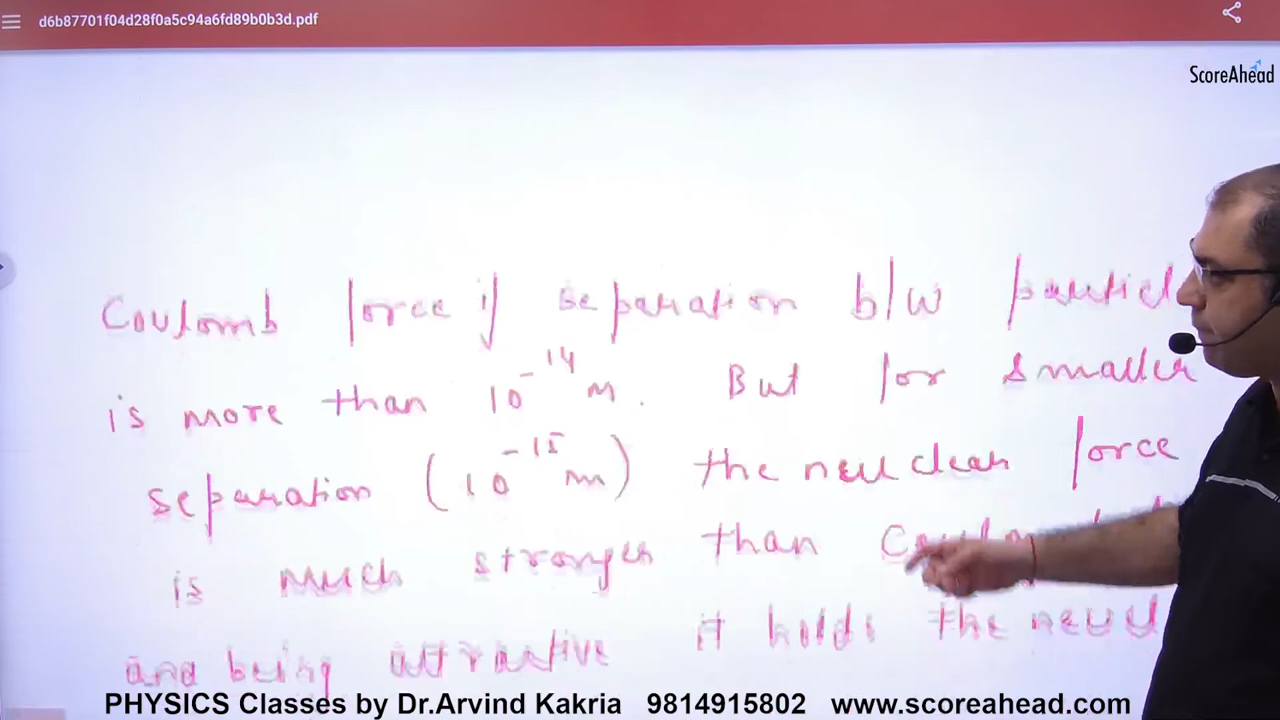 d6b87701f04d28f0a5c94a6fd89b0b3d.pdf
ScoreAhead
Coulomb force if separation b/w
is more than 10⁻¹⁴ m. But for smaller
separation (10⁻¹⁵ m) the nuclear force
is much stronger than
and being attractive it holds the
PHYSICS Classes by Dr.Arvind Kakria 9814915802 www.scoreahead.com